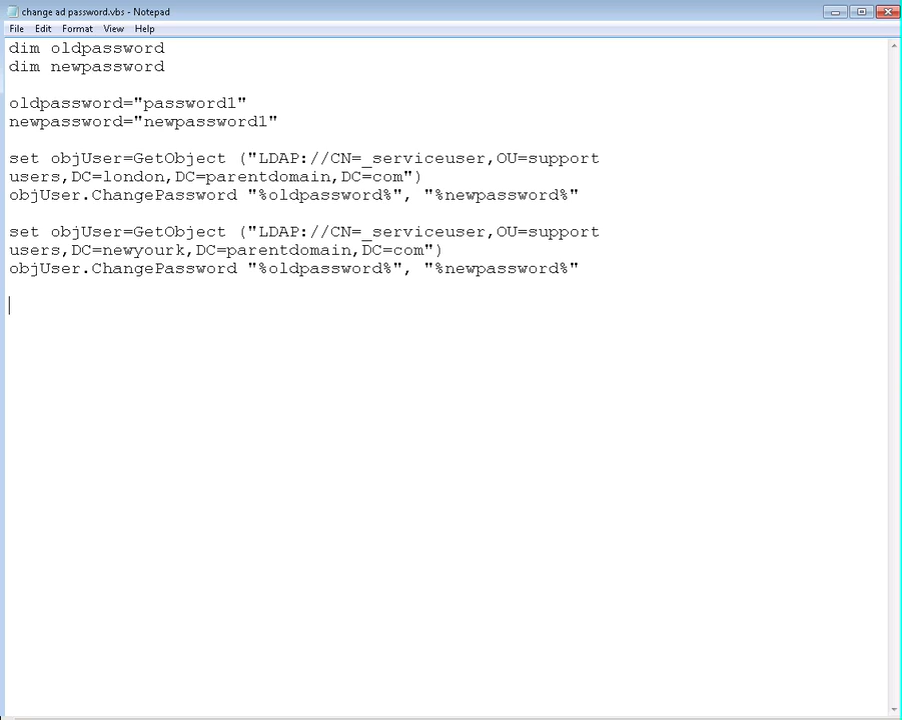 change ad password.vbs - Notepad
File Edit Format View Help
dim oldpassword
dim newpassword
oldpassword="password1"
newpassword="newpassword1"
set objUser=GetObject ("LDAP://CN=_serviceuser,OU=support
users,DC=london,DC=parentdomain,DC=com")
objUser.ChangePassword "%oldpassword%", "%newpassword%"
set objUser=GetObject ("LDAP://CN=_serviceuser,OU=support
users,DC=newyourk,DC=parentdomain,DC=com")
objUser.ChangePassword "%oldpassword%", "%newpassword%"